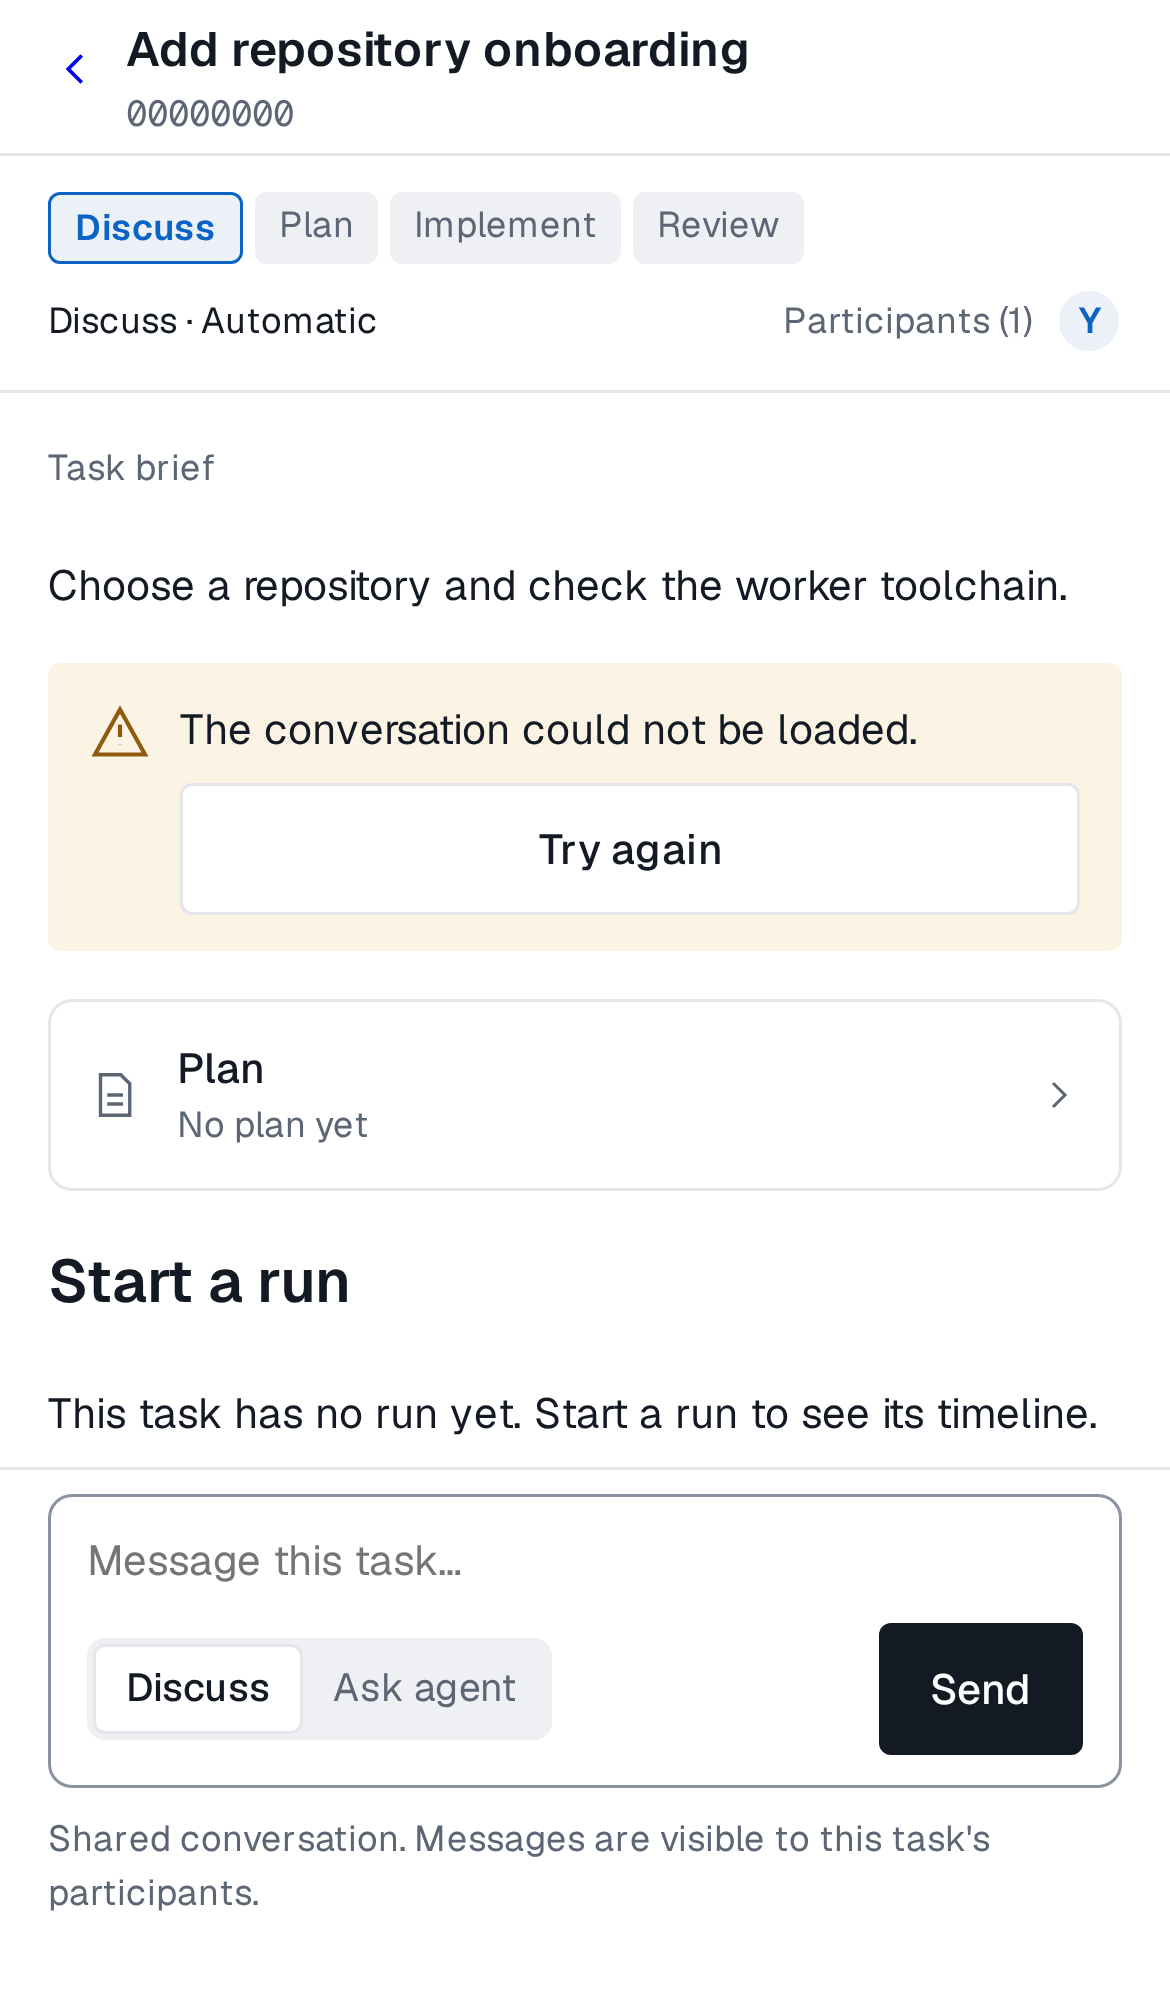 Add repository onboarding
00000000
Discuss
Plan
Implement
Review
Discuss · Automatic
Participants (1)
Y
Task brief
Choose a repository and check the worker toolchain.
The conversation could not be loaded.
Try again
Plan
No plan yet
Start a run
This task has no run yet. Start a run to see its timeline.
Message this task…
Discuss
Ask agent
Send
Shared conversation. Messages are visible to this task's
participants.